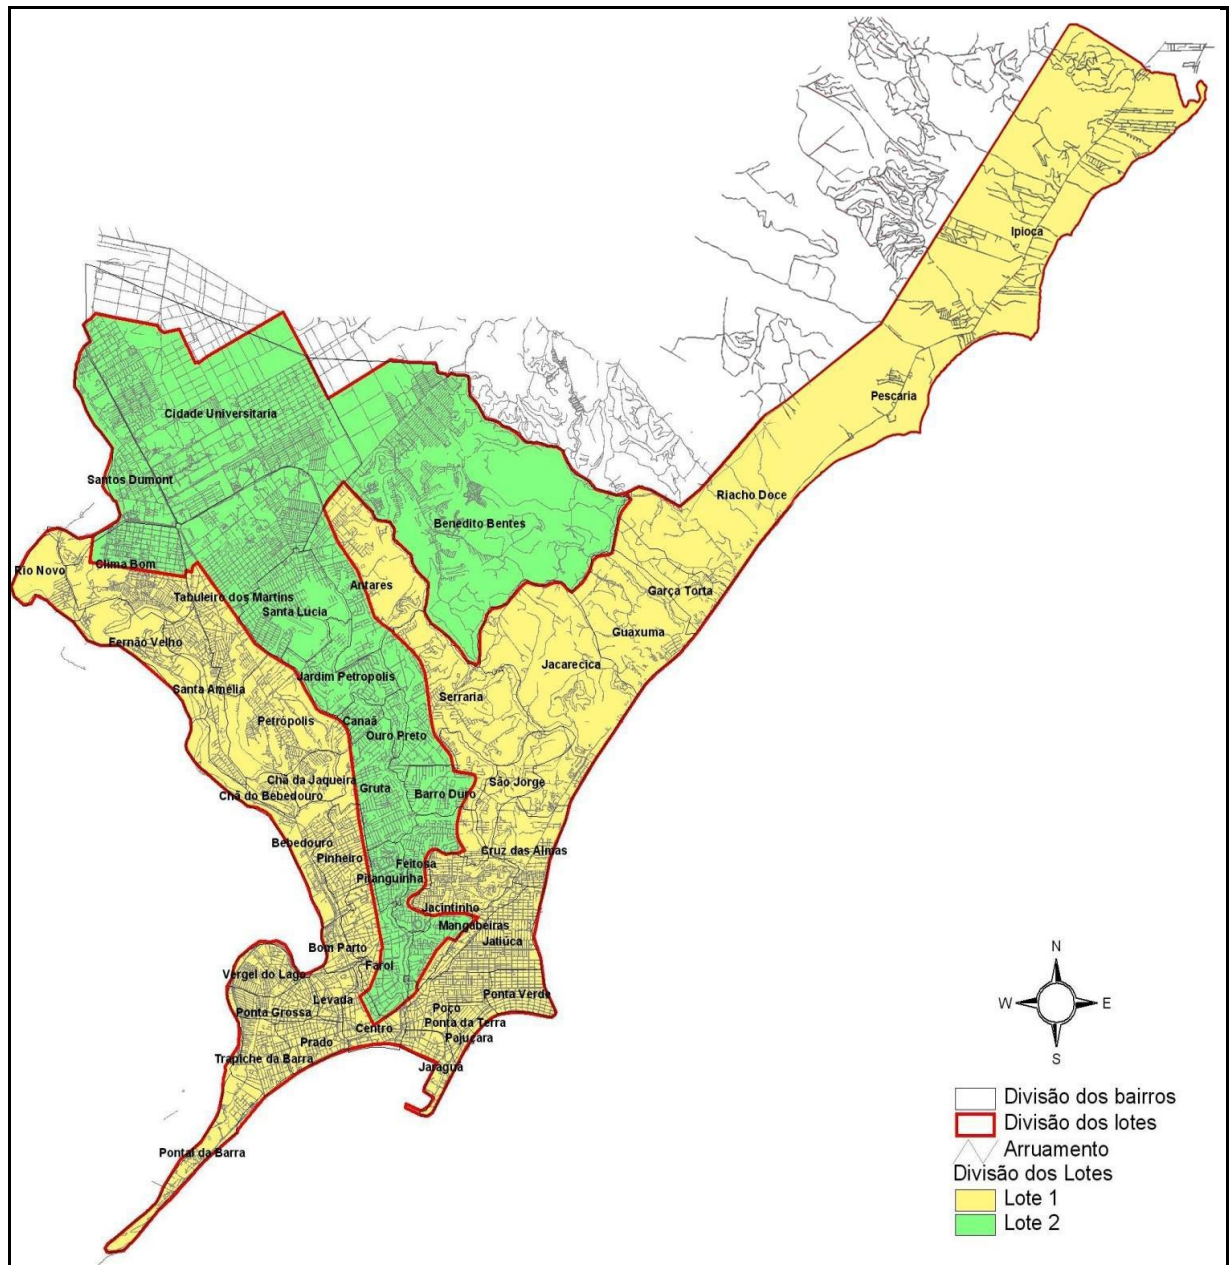 Ipioca
Pescaria
Cidade Universitaria
Santos Dumont
Riacho Doce
Benedito Bentes
Clima Bom
Rio Novo
Antares
Garça Torta
Tabuleiro dos Martins
Santa Lucia
Guaxuma
Fernão Velho
Jacarecica
Jardim Petropolis
Santa Amélia
Serraria
Petrópolis
Canaã
Ouro Preto
Chã da Jaqueira
São Jorge
Gruta
Barro Duro
Chã do Bebedouro
Bebedouro
Cruz das Almas
Pinheiro
Feitosa
Pitanguinha
Jacintinho
Mangabeiras
Jatiúca
Bom Parto
Farol
Vergel do Lago
Ponta Verde
Levada
Poço
Ponta Grossa
Ponta da Terra
Centro
Pajuçara
Prado
Trapiche da Barra
Jaraguá
Pontal da Barra
N
W
E
S
Divisão dos bairros
Divisão dos lotes
Arruamento
Divisão dos Lotes
Lote 1
Lote 2